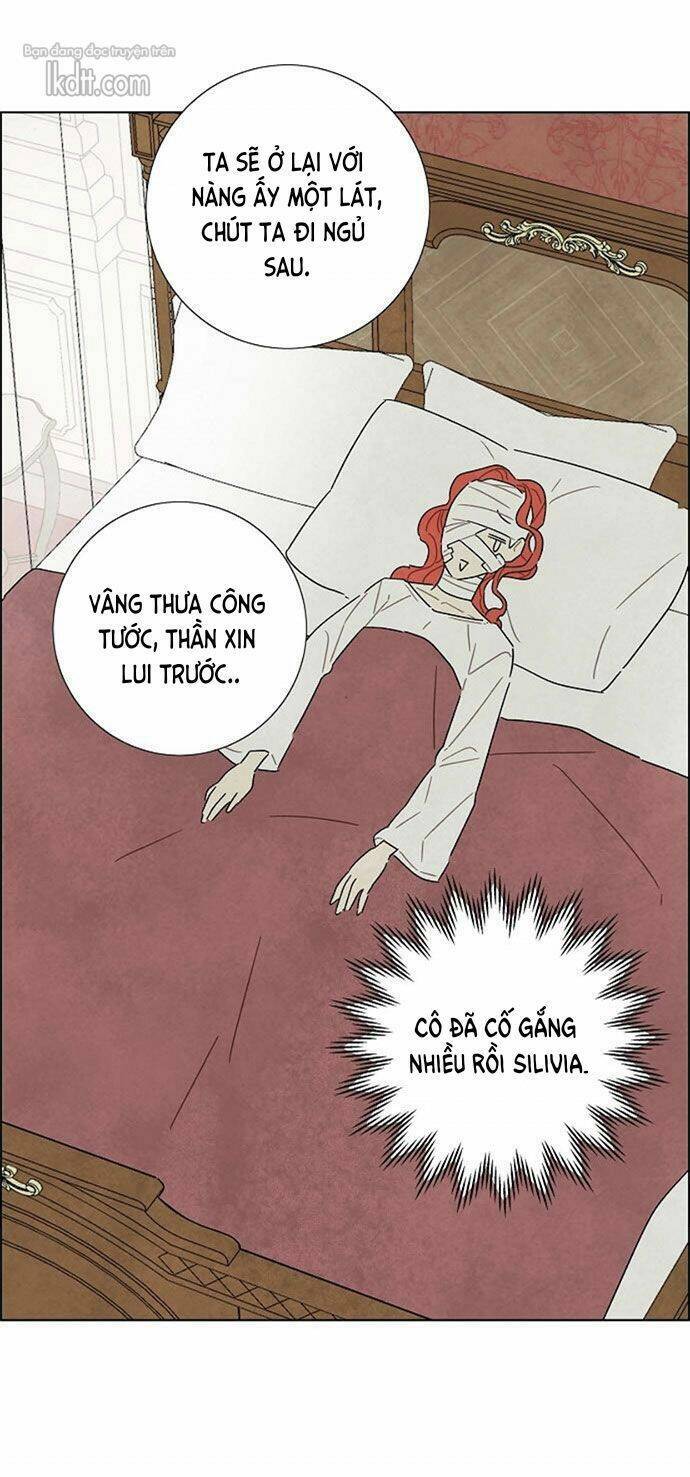 Bạn đang đọc truyện trên
lkdtt.com
TA SẼ Ở LẠI VỚI
NÀNG ẤY MỘT LÁT,
CHÚT TA ĐI NGỦ
SAU.
VÂNG THƯA CÔNG
TƯỚC, THẦN XIN
LUI TRƯỚC..
CÔ ĐÃ CỐ GẮNG
NHIỀU RỒI SILIVIA.